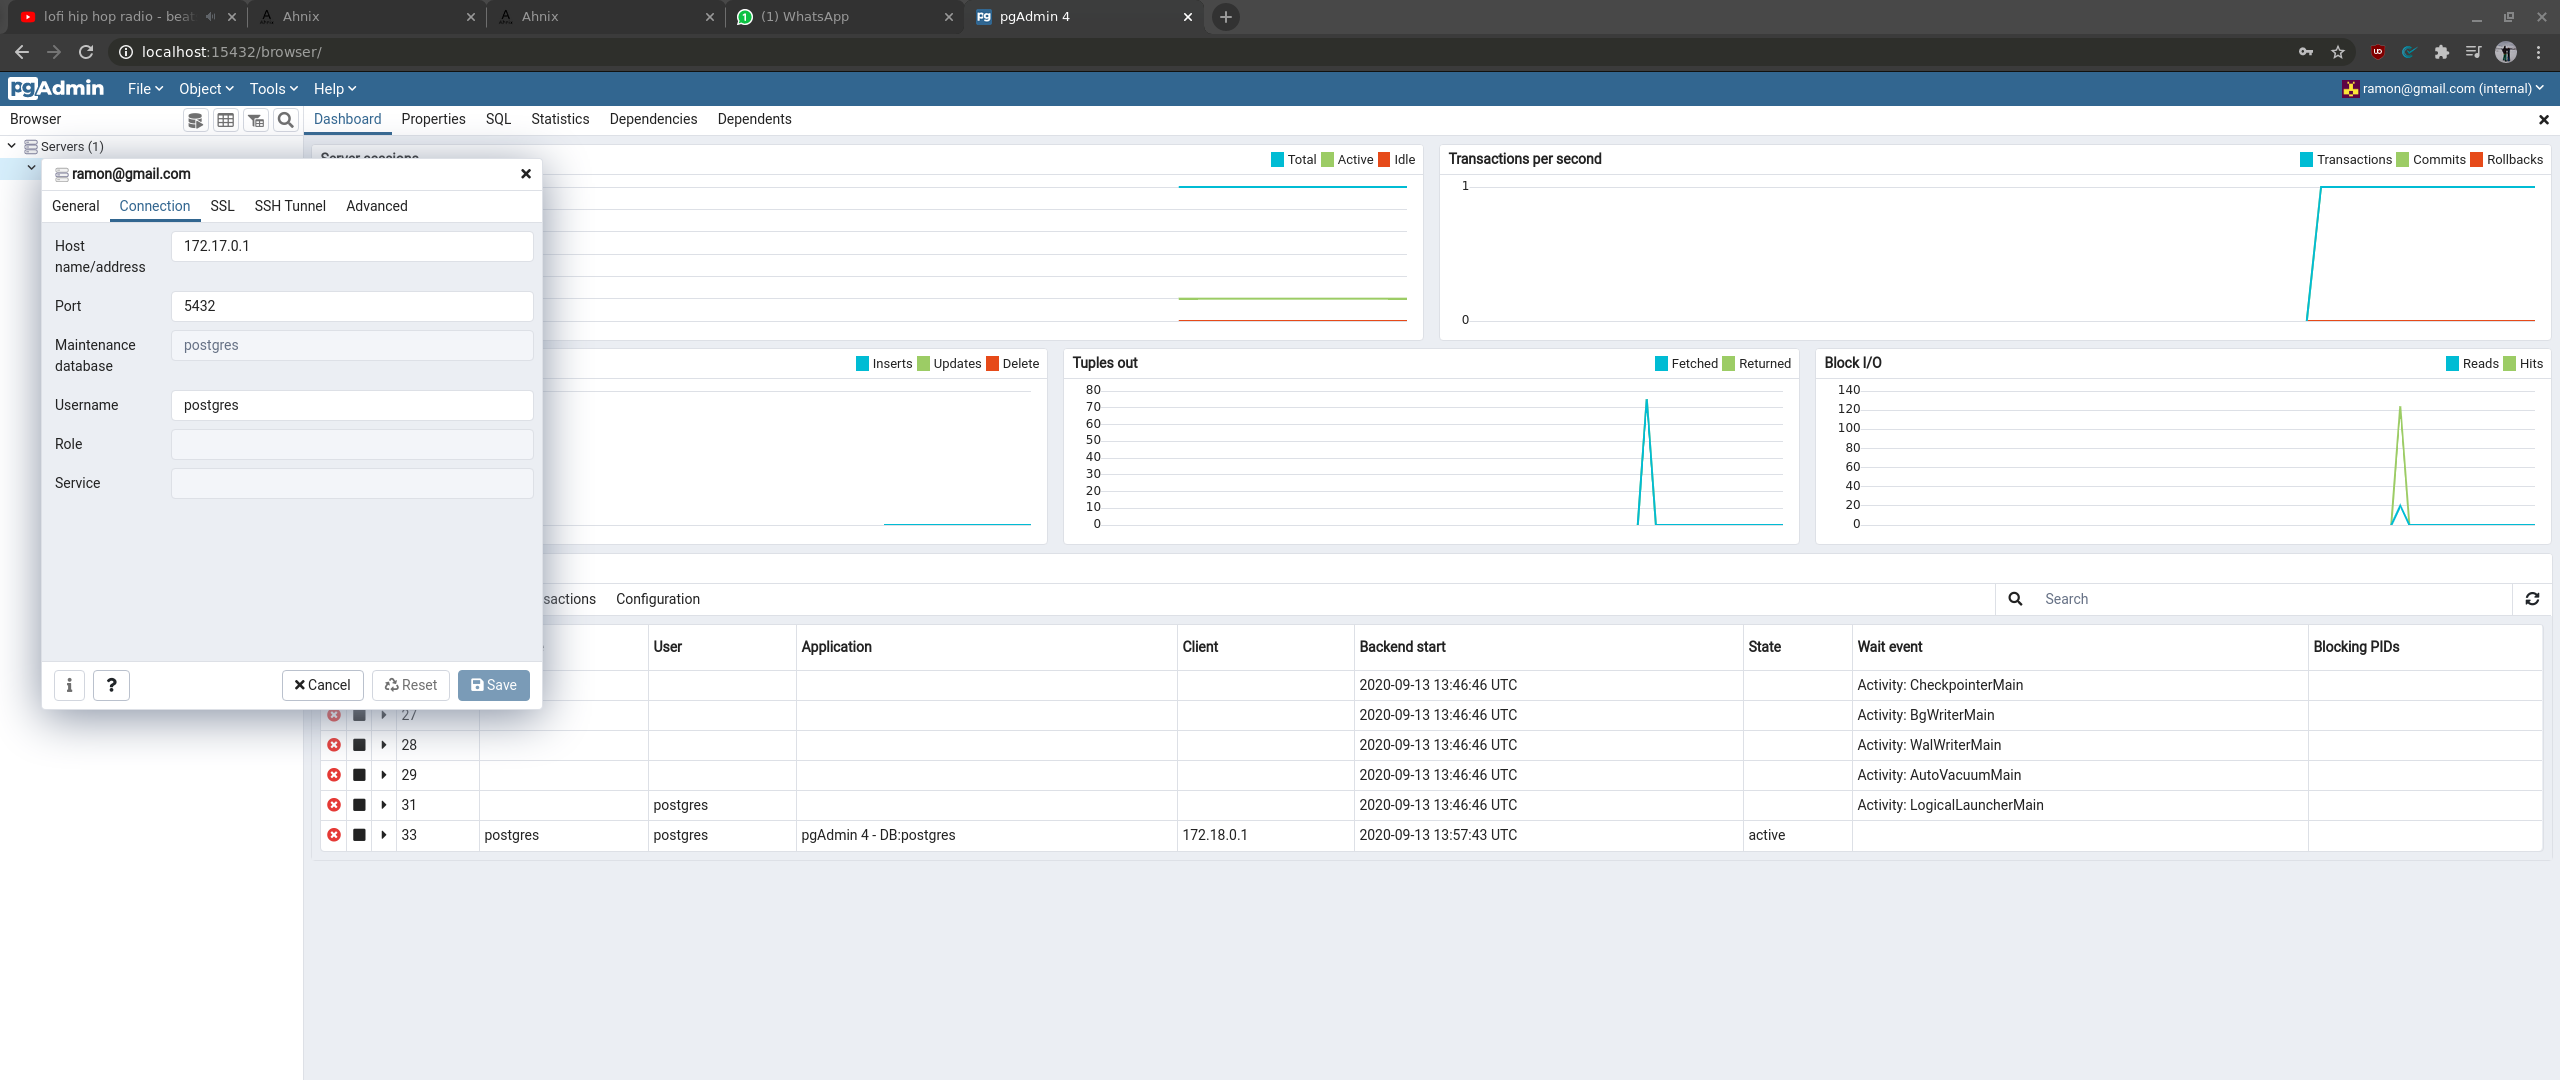 lofi hip hop radio - beat
Ahnix
Ahnix
(1) WhatsApp
pgAdmin 4
localhost:15432/browser/
pgAdmin
File
Object
Tools
Help
ramon@gmail.com (internal)
Browser
Dashboard
Properties
SQL
Statistics
Dependencies
Dependents
Servers (1)
ramon@gmail.com
General
Connection
SSL
SSH Tunnel
Advanced
Host name/address
172.17.0.1
Port
5432
Maintenance database
postgres
Username
postgres
Role
Service
Cancel
Reset
Save
Server sessions
Total Active Idle
Transactions per second
Transactions Commits Rollbacks
1
0
Inserts Updates Delete
Tuples out
Fetched Returned
80
70
60
50
40
30
20
10
0
Block I/O
Reads Hits
140
120
100
80
60
40
20
0
sactions
Configuration
Search
User Application Client Backend start State Wait event Blocking PIDs
2020-09-13 13:46:46 UTC Activity: CheckpointerMain
27 2020-09-13 13:46:46 UTC Activity: BgWriterMain
28 2020-09-13 13:46:46 UTC Activity: WalWriterMain
29 2020-09-13 13:46:46 UTC Activity: AutoVacuumMain
31 postgres 2020-09-13 13:46:46 UTC Activity: LogicalLauncherMain
33 postgres postgres pgAdmin 4 - DB:postgres 172.18.0.1 2020-09-13 13:57:43 UTC active